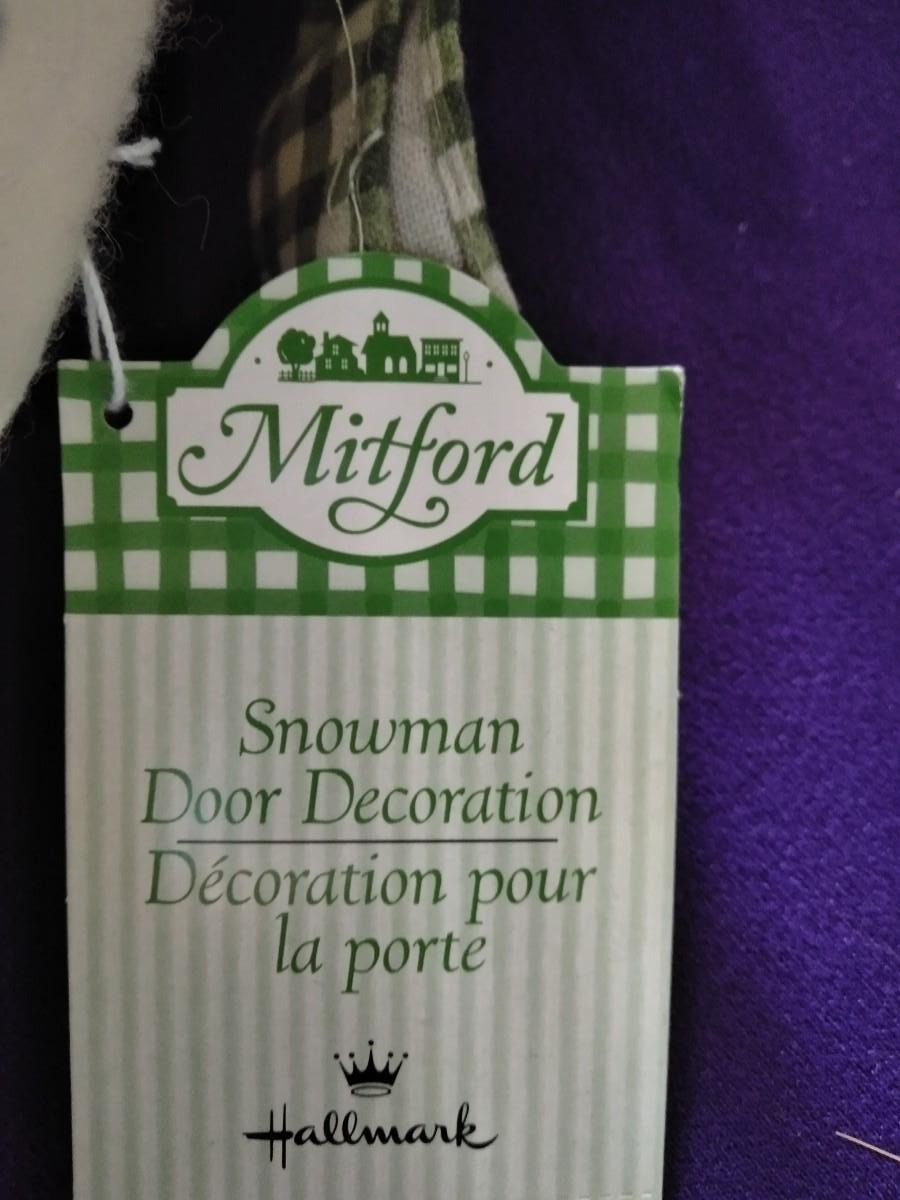 Mitford
Snowman
Door Decoration
Décoration pour
la porte
Hallmark